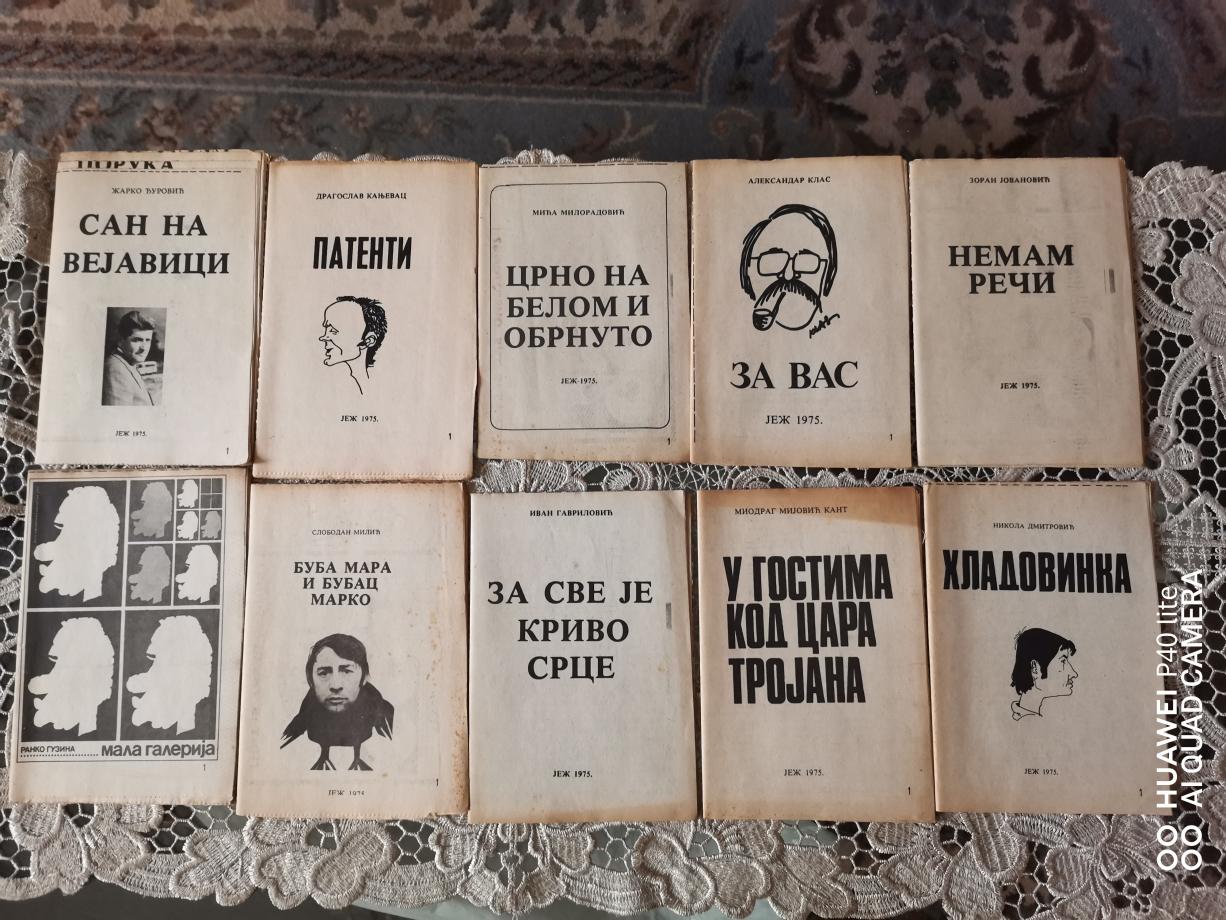 ПОРУКА
ЖАРКО ЂУРОВИЋ
САН НА
ВЕЈАВИЦИ
ЈЕЖ 1975.
1
ДРАГОСЛАВ КАЊЕВАЦ
ПАТЕНТИ
ЈЕЖ 1975.
1
МИЋА МИЛОРАДОВИЋ
ЦРНО НА
БЕЛОМ И
ОБРНУТО
ЈЕЖ-1975.
1
АЛЕКСАНДАР КЛАС
ЗА ВАС
ЈЕЖ 1975.
1
ЗОРАН ЈОВАНОВИЋ
НЕМАМ
РЕЧИ
ЈЕЖ 1975.
РАНКО ГУЗИНА ........ мала галерија
1
СЛОБОДАН МИЛИЋ
БУБА МАРА
И БУБАЦ
МАРКО
ЈЕЖ 1975
1
ИВАН ГАВРИЛОВИЋ
ЗА СВЕ ЈЕ
КРИВО
СРЦЕ
ЈЕЖ 1975.
МИОДРАГ МИЈОВИЋ КАНТ
У ГОСТИМА
КОД ЦАРА
ТРОЈАНА
ЈЕЖ 1975.
1
НИКОЛА ДМИТРОВИЋ
ХЛАДОВИНКА
ЈЕЖ 1975.
1
HUAWEI P40 lite
AI QUAD CAMERA